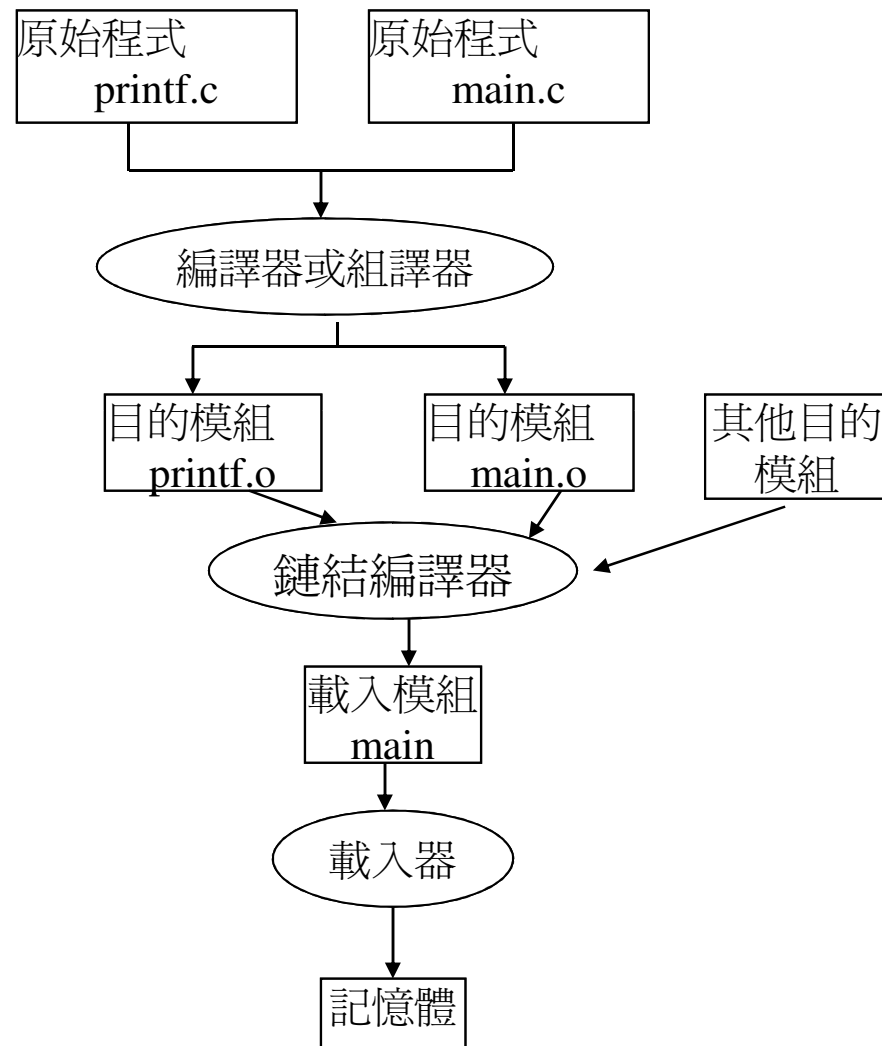 原始程式
printf.c
原始程式
main.c
編譯器或組譯器
目的模組
printf.o
目的模組
main.o
其他目的
模組
鏈結編譯器
載入模組
main
載入器
記憶體